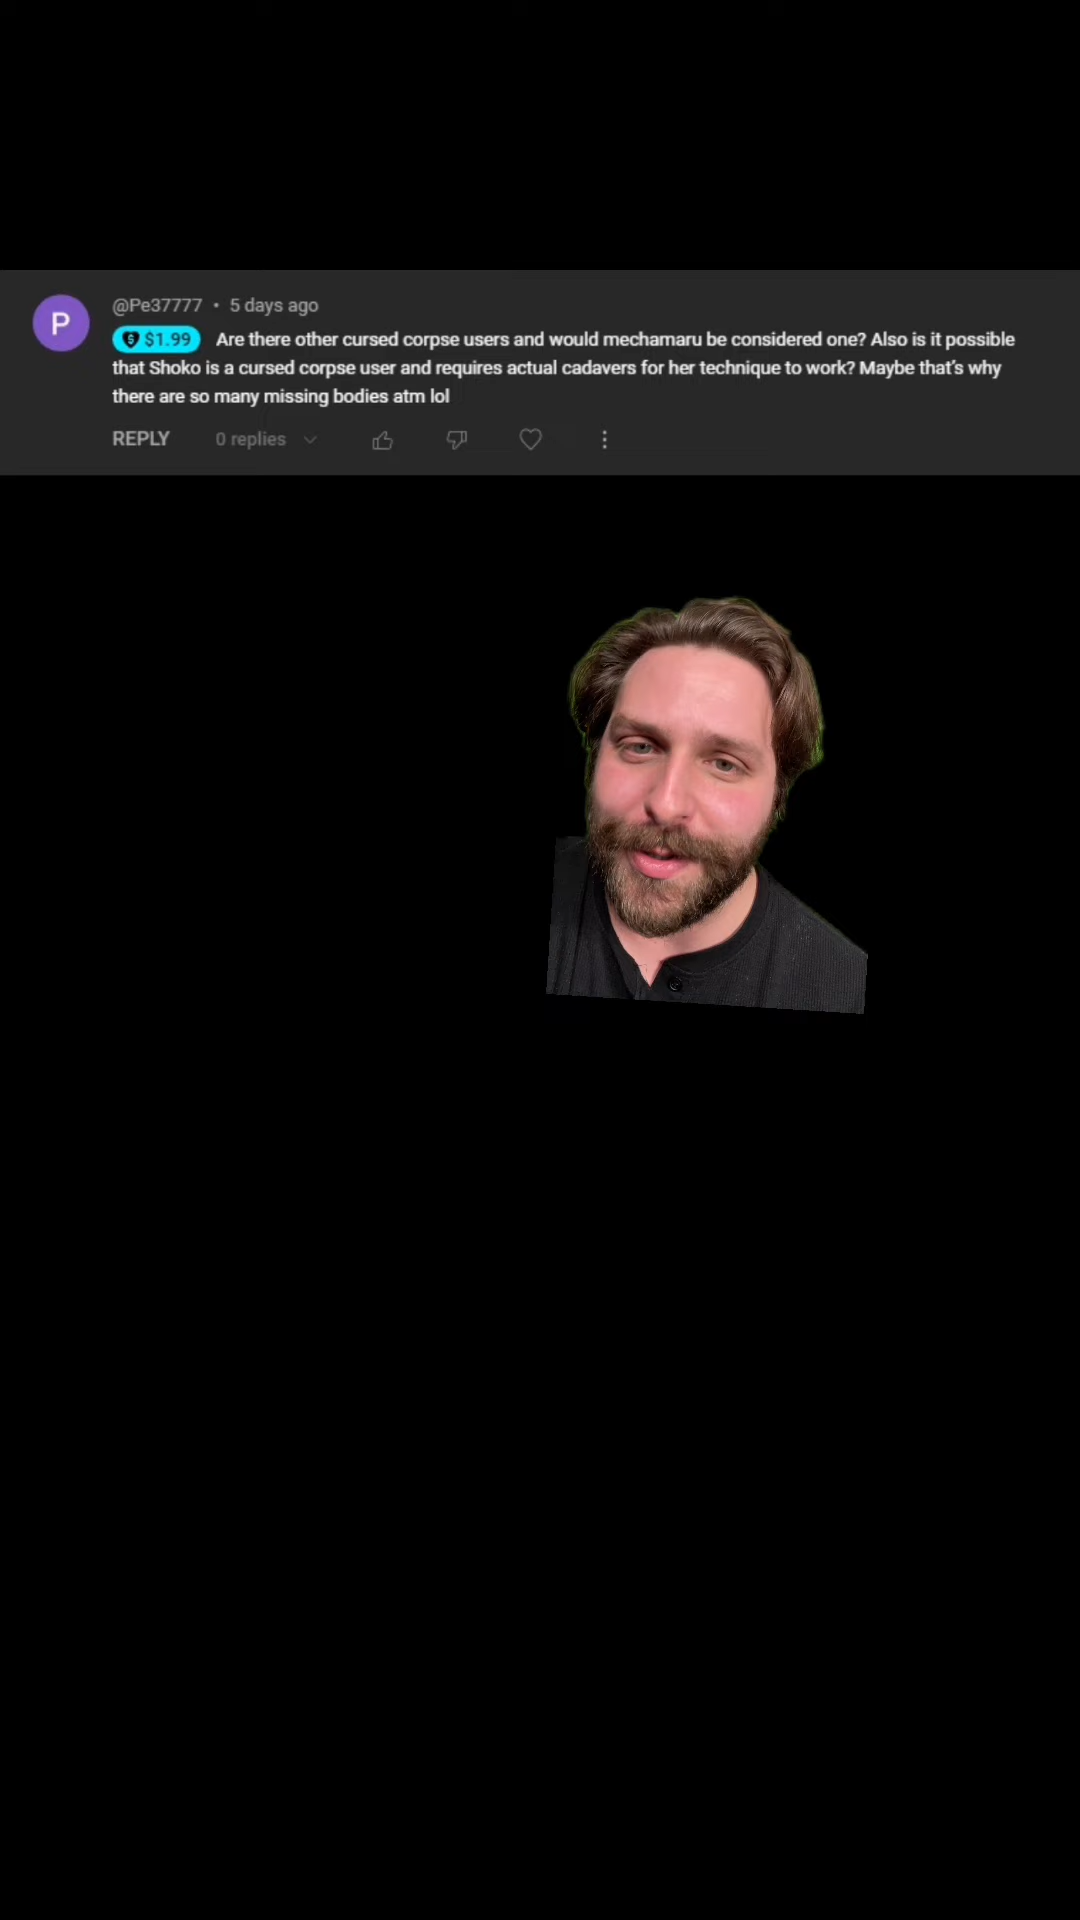 P
@Pe37777 • 5 days ago
$1.99 Are there other cursed corpse users and would mechamaru be considered one? Also is it possible
that Shoko is a cursed corpse user and requires actual cadavers for her technique to work? Maybe that's why
there are so many missing bodies atm lol
REPLY 0 replies